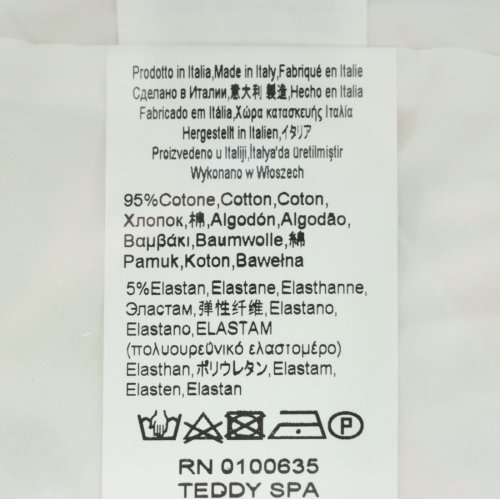 Prodotto in Italia,Made in Italy,Fabriqué en Italie
Сделано в Италии,意大利 製造,Hecho en Italia
Fabricado em Itália,Χώρα κατασκευής Ιταλία
Hergestellt in Italien,イタリア
Proizvedeno u Italiji,İtalya'da üretilmiştir
Wykonano w Włoszech
95%Cotone,Cotton,Coton,
Хлопок,棉,Algodón,Algodão,
Βαμβάκι,Baumwolle,綿
Pamuk,Koton,Bawełna
5%Elastan,Elastane,Elasthanne,
Эластам,弹性纤维,Elastano,
Elastano,ELASTAM
(πολυουρεϋνικό ελαστομέρο)
Elasthan,ポリウレタン,Elastam,
Elasten,Elastan
P
RN 0100635
TEDDY SPA